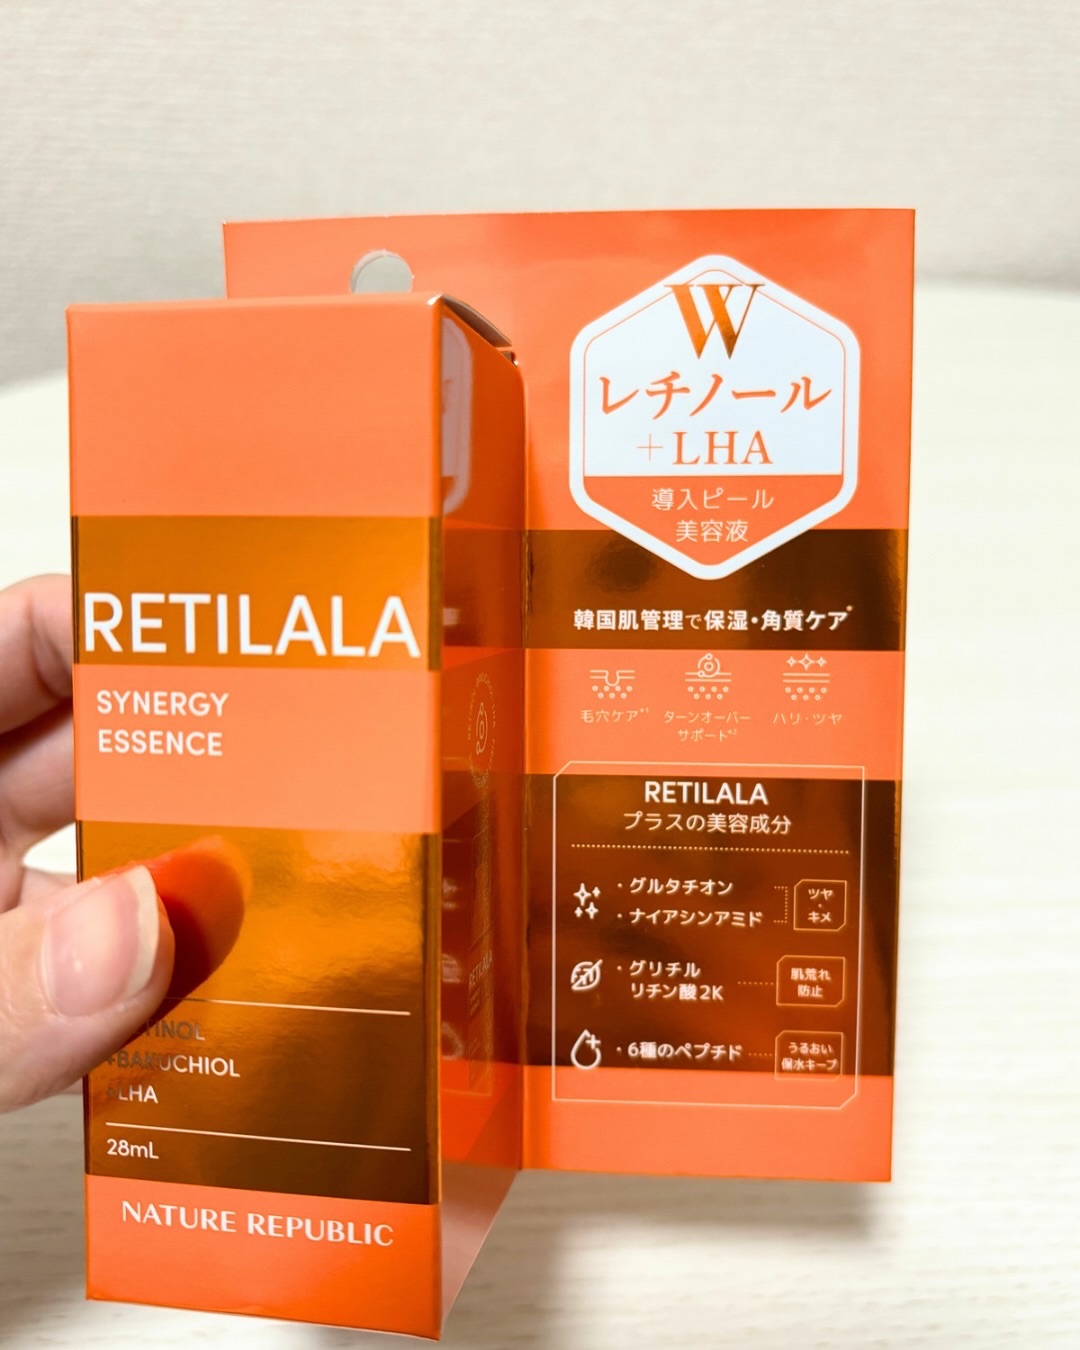 RETILALA
SYNERGY
ESSENCE
+BAKUCHIOL
+LHA
28mL
NATURE REPUBLIC
W
レチノール
+LHA
導入ピール
美容液
韓国肌管理で保湿・角質ケア*
毛穴ケア*1
ターンオーバー
サポート*2
ハリ・ツヤ
RETILALA
プラスの美容成分
・グルタチオン
・ナイアシンアミド
ツヤ
・
キメ
・グリチル
リチン酸2K
肌荒れ
防止
・6種のペプチド
うるおい
保水キープ